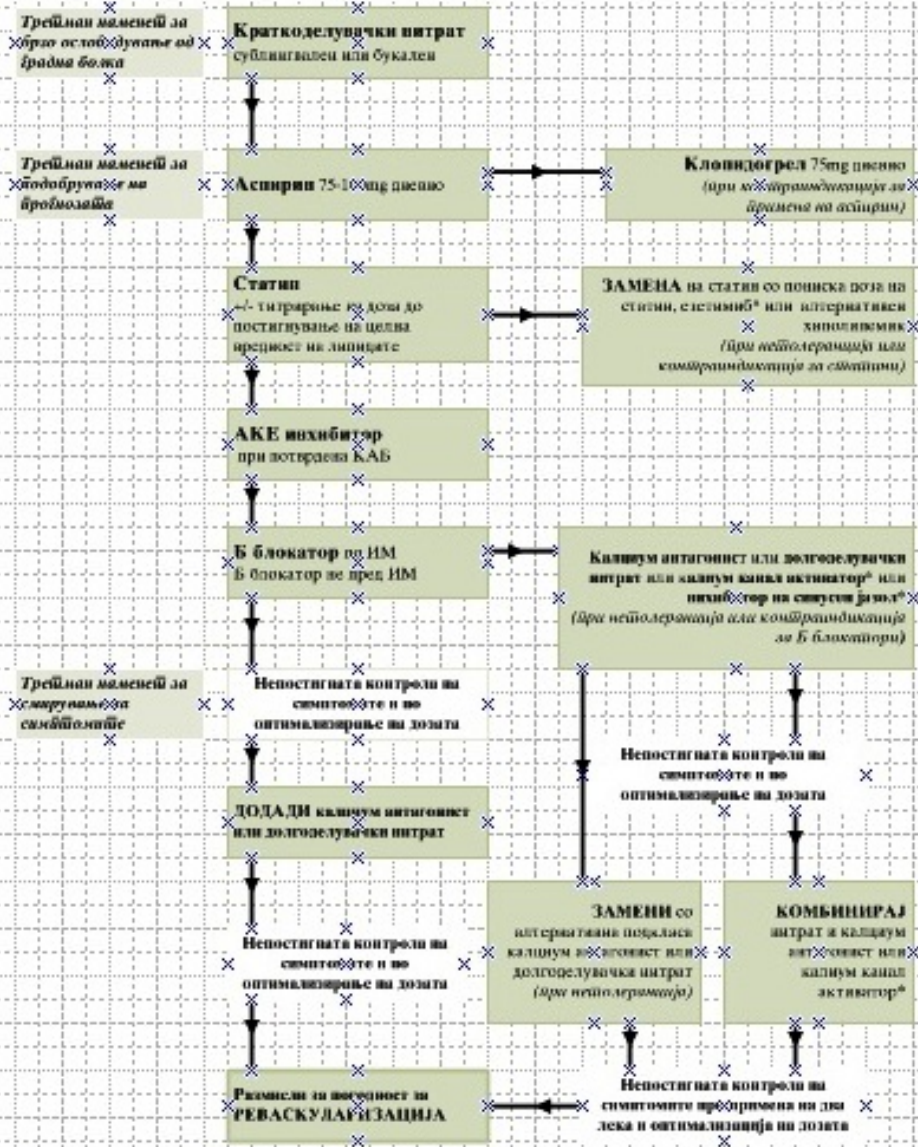 Третман наменет за
брзо ослободување од
градна болка
Краткоделувачки нитрат
сублингвален или букален
Третман наменет за
подобрување на
прогнозата
Аспирин 75-100mg дневно
Клопидогрел 75mg дневно
(при контраиндикација за
примена на аспирин)
Статин
+/- титрирање на доза до
постигнување на целна
вредност на липидите
ЗАМЕНА на статин со пониска доза на
статин, езетимиб* или алтернативен
хиполипемик
(при нетолеранција или
контраиндикација за статини)
АКЕ инхибитор
при потврдена КАБ
Б блокатор по ИМ
Б блокатор не пред ИМ
Калциум антагонист или долгоделувачки
нитрат или калиум канал активатор* или
инхибитор на синусен јазол*
(при нетолеранција или контраиндикација
за Б блокатори)
Третман наменет за
смирување на
симптомите
Непостигната контрола на
симптомите и по
оптимализирање на дозата
Непостигната контрола на
симптомите и по
оптимализирање на дозата
ДОДАДИ калциум антагонист
или долгоделувачки нитрат
ЗАМЕНИ со
алтернативна поткласа
калциум антагонист или
долгоделувачки нитрат
(при нетолеранција)
КОМБИНИРАЈ
нитрат и калциум
антагонист или
калиум канал
активатор*
Непостигната контрола на
симптомите и по
оптимализирање на дозата
Размисли за погодност за
РЕВАСКУЛАРИЗАЦИЈА
Непостигната контрола на
симптомите при примена на два
лека и оптимализација на дозата